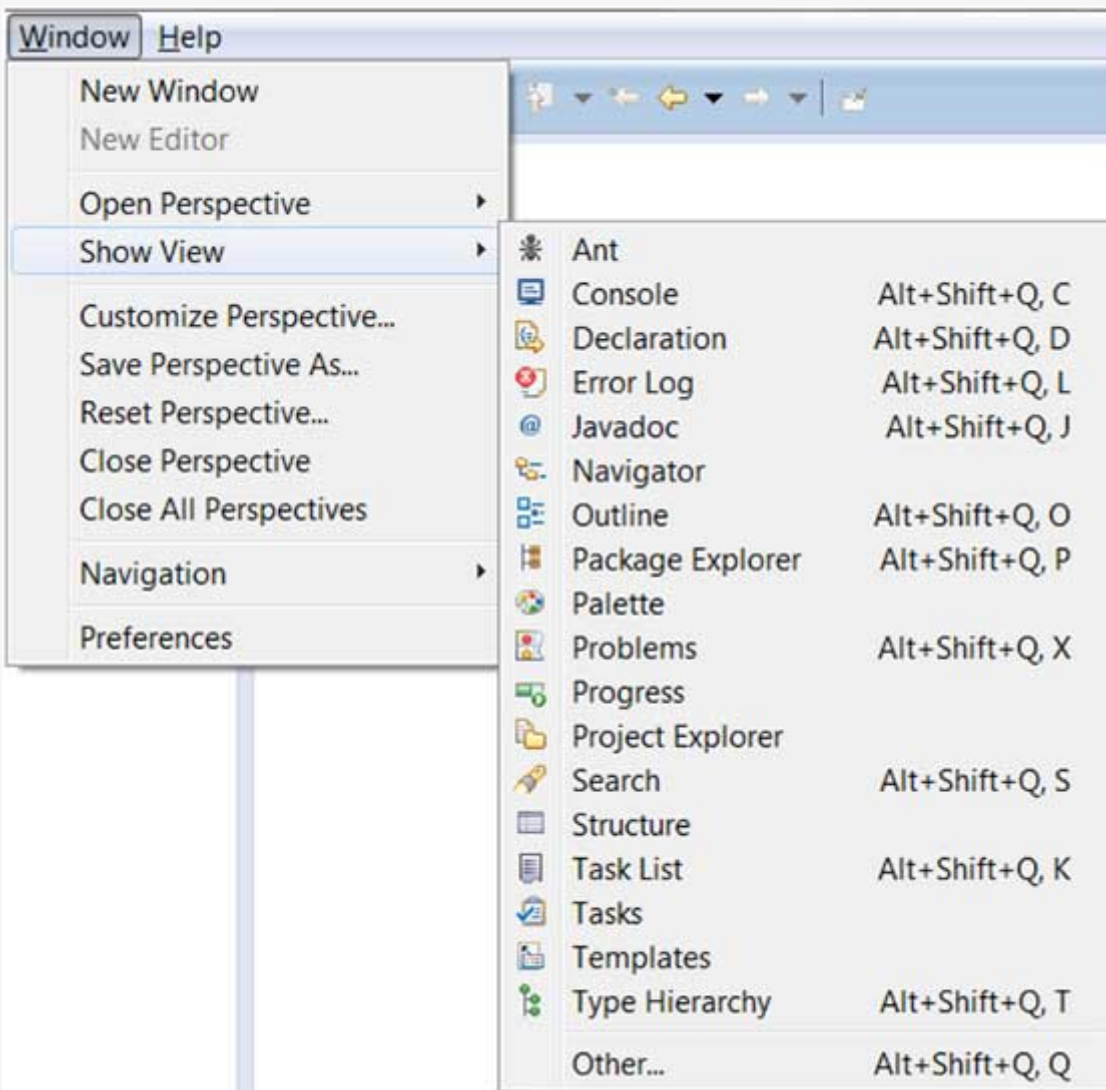 Window Help
New Window
New Editor
Open Perspective
Show View
Customize Perspective...
Save Perspective As...
Reset Perspective...
Close Perspective
Close All Perspectives
Navigation
Preferences
Ant
Console Alt+Shift+Q, C
Declaration Alt+Shift+Q, D
Error Log Alt+Shift+Q, L
Javadoc Alt+Shift+Q, J
Navigator
Outline Alt+Shift+Q, O
Package Explorer Alt+Shift+Q, P
Palette
Problems Alt+Shift+Q, X
Progress
Project Explorer
Search Alt+Shift+Q, S
Structure
Task List Alt+Shift+Q, K
Tasks
Templates
Type Hierarchy Alt+Shift+Q, T
Other... Alt+Shift+Q, Q